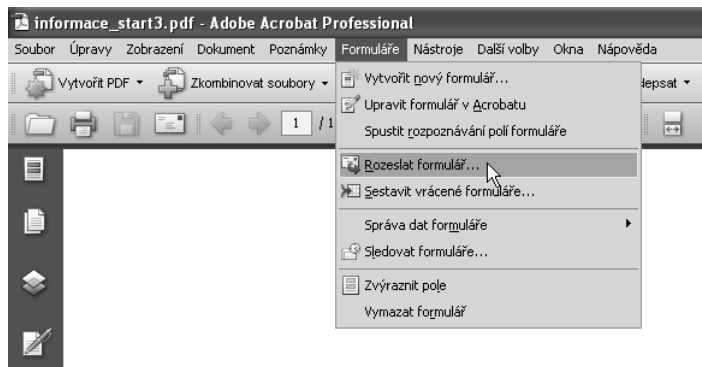 informace_start3.pdf - Adobe Acrobat Professional
Soubor Úpravy Zobrazení Dokument Poznámky Formuláře Nástroje Další volby Okna Nápověda
Vytvořit PDF Zkombinovat soubory
1 / 1
Vytvořit nový formulář...
Upravit formulář v Acrobatu
Spustit rozpoznávání polí formuláře
Rozeslat formulář...
Sestavit vrácené formuláře...
Správa dat formuláře
Sledovat formuláře...
Zvýraznit pole
Vymazat formulář